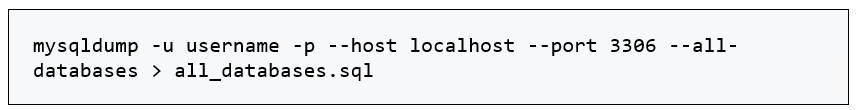 mysqldump -u username -p --host localhost --port 3306 --all-
databases > all_databases.sql